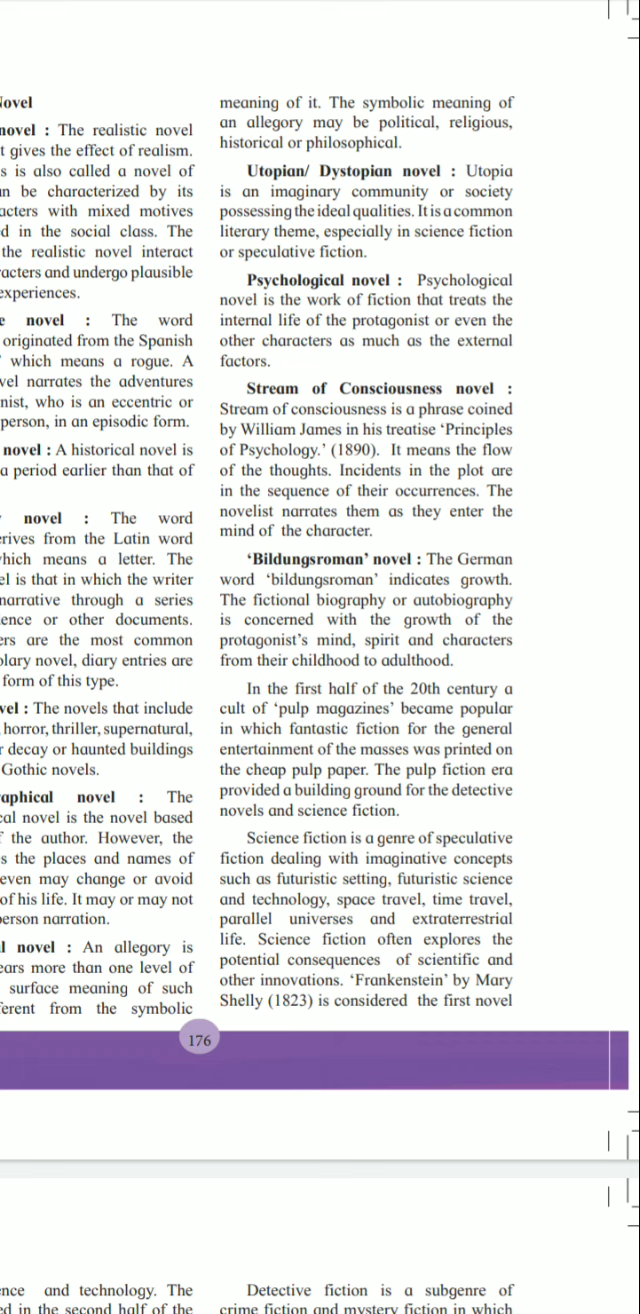 Novel
novel : The realistic novel
t gives the effect of realism.
s is also called a novel of
n be characterized by its
acters with mixed motives
d in the social class. The
the realistic novel interact
racters and undergo plausible
experiences.
e novel : The word
originated from the Spanish
' which means a rogue. A
vel narrates the adventures
nist, who is an eccentric or
person, in an episodic form.
novel : A historical novel is
a period earlier than that of
novel : The word
erives from the Latin word
which means a letter. The
el is that in which the writer
narrative through a series
ence or other documents.
ers are the most common
olary novel, diary entries are
form of this type.
vel : The novels that include
horror, thriller, supernatural,
r decay or haunted buildings
Gothic novels.
aphical novel : The
cal novel is the novel based
f the author. However, the
s the places and names of
even may change or avoid
of his life. It may or may not
person narration.
l novel : An allegory is
ears more than one level of
surface meaning of such
ferent from the symbolic
meaning of it. The symbolic meaning of
an allegory may be political, religious,
historical or philosophical.
Utopian/ Dystopian novel : Utopia
is an imaginary community or society
possessing the ideal qualities. It is a common
literary theme, especially in science fiction
or speculative fiction.
Psychological novel : Psychological
novel is the work of fiction that treats the
internal life of the protagonist or even the
other characters as much as the external
factors.
Stream of Consciousness novel :
Stream of consciousness is a phrase coined
by William James in his treatise ‘Principles
of Psychology.’ (1890). It means the flow
of the thoughts. Incidents in the plot are
in the sequence of their occurrences. The
novelist narrates them as they enter the
mind of the character.
‘Bildungsroman’ novel : The German
word ‘bildungsroman’ indicates growth.
The fictional biography or autobiography
is concerned with the growth of the
protagonist’s mind, spirit and characters
from their childhood to adulthood.
In the first half of the 20th century a
cult of ‘pulp magazines’ became popular
in which fantastic fiction for the general
entertainment of the masses was printed on
the cheap pulp paper. The pulp fiction era
provided a building ground for the detective
novels and science fiction.
Science fiction is a genre of speculative
fiction dealing with imaginative concepts
such as futuristic setting, futuristic science
and technology, space travel, time travel,
parallel universes and extraterrestrial
life. Science fiction often explores the
potential consequences of scientific and
other innovations. ‘Frankenstein’ by Mary
Shelly (1823) is considered the first novel
176
ence and technology. The
ed in the second half of the
Detective fiction is a subgenre of
crime fiction and mystery fiction in which